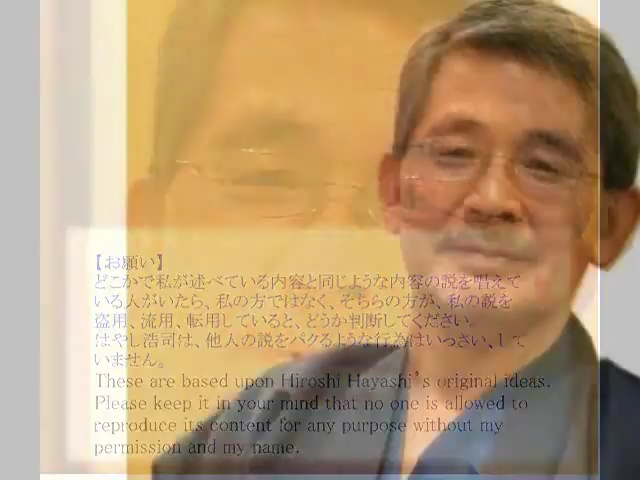 【お願い】
どこかで私が述べている内容と同じような内容の説を唱えて
いる人がいたら、私の方ではなく、そちらの方が、私の説を
盗用、流用、転用していると、どうか判断してください。
はやし浩司は、他人の説をパクるような行為はいっさい、して
いません。
These are based upon Hiroshi Hayashi's original ideas.
Please keep it in your mind that no one is allowed to
reproduce its content for any purpose without my
permission and my name.